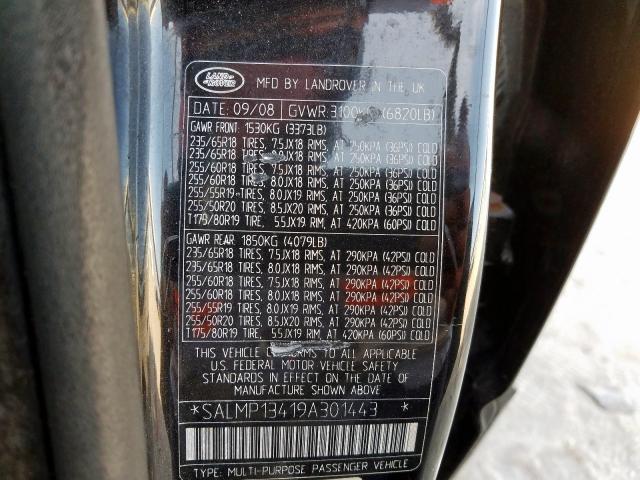 LAND
ROVER
MFD BY LANDROVER IN THE UK
DATE: 09/08 GVWR: 3100KG (6820LB)
GAWR FRONT: 1530KG (3373LB)
235/65R18 TIRES, 7.5JX18 RIMS, AT 250KPA (36PSI) COLD
235/65R18 TIRES, 8.0JX18 RIMS, AT 250KPA (36PSI) COLD
255/60R18 TIRES, 7.5JX18 RIMS, AT 250KPA (36PSI) COLD
255/60R18 TIRES, 8.0JX18 RIMS, AT 250KPA (36PSI) COLD
255/55R19 TIRES, 8.0JX19 RIMS, AT 250KPA (36PSI) COLD
255/50R20 TIRES, 8.5JX20 RIMS, AT 250KPA (36PSI) COLD
T175/80R19 TIRE, 5.5JX19 RIM, AT 420KPA (60PSI) COLD
GAWR REAR: 1850KG (4079LB)
235/65R18 TIRES, 7.5JX18 RIMS, AT 290KPA (42PSI) COLD
235/65R18 TIRES, 8.0JX18 RIMS, AT 290KPA (42PSI) COLD
255/60R18 TIRES, 7.5JX18 RIMS, AT 290KPA (42PSI) COLD
255/60R18 TIRES, 8.0JX18 RIMS, AT 290KPA (42PSI) COLD
255/55R19 TIRES, 8.0JX19 RIMS, AT 290KPA (42PSI) COLD
255/50R20 TIRES, 8.5JX20 RIMS, AT 290KPA (42PSI) COLD
T175/80R19 TIRE, 5.5JX19 RIM, AT 420KPA (60PSI) COLD
THIS VEHICLE CONFORMS TO ALL APPLICABLE
U.S. FEDERAL MOTOR VEHICLE SAFETY
STANDARDS IN EFFECT ON THE DATE OF
MANUFACTURE SHOWN ABOVE
*SALMP13419A301443 *
TYPE: MULTI-PURPOSE PASSENGER VEHICLE